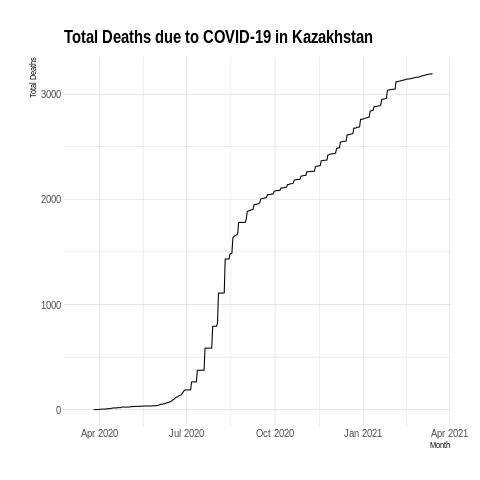 Total Deaths due to COVID-19 in Kazakhstan
Total Deaths
3000
2000
1000
0
Apr 2020 Jul 2020 Oct 2020 Jan 2021 Apr 2021
Month